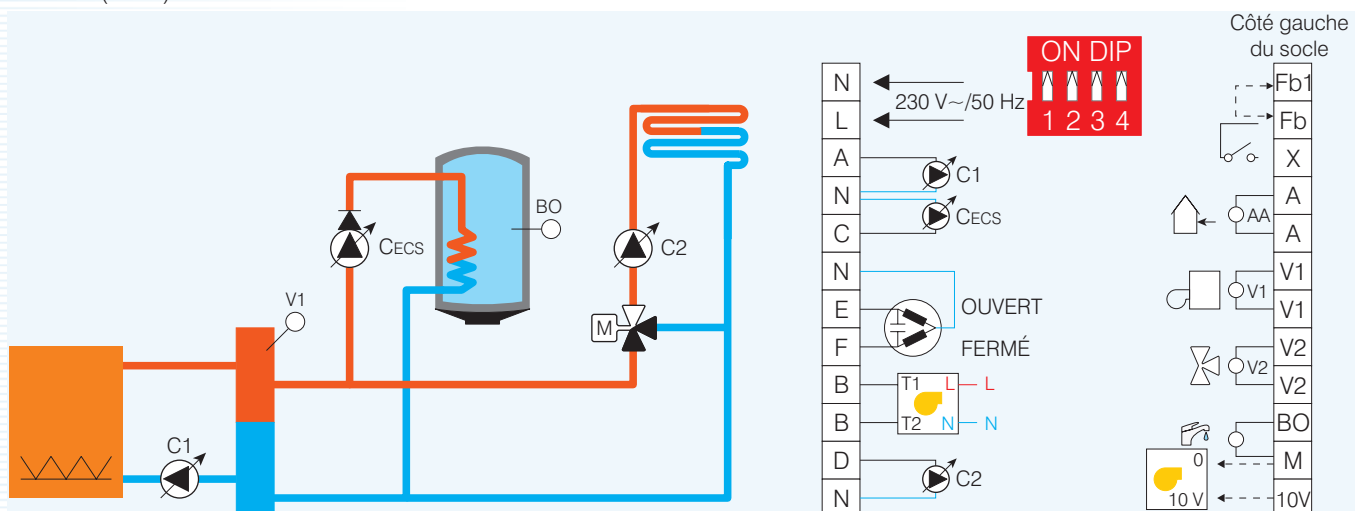 Côté gauche
du socle
ON DIP
1 2 3 4
230 V~/50 Hz
N
L
A
N
C
N
E
F
B
B
D
N
C1
CECS
OUVERT
FERMÉ
T1 L L
T2 N N
C2
Fb1
Fb
X
A
A
V1
V1
V2
V2
BO
M
10V
AA
V1
V2
0
10 V
V1
CECS
BO
C2
M
C1